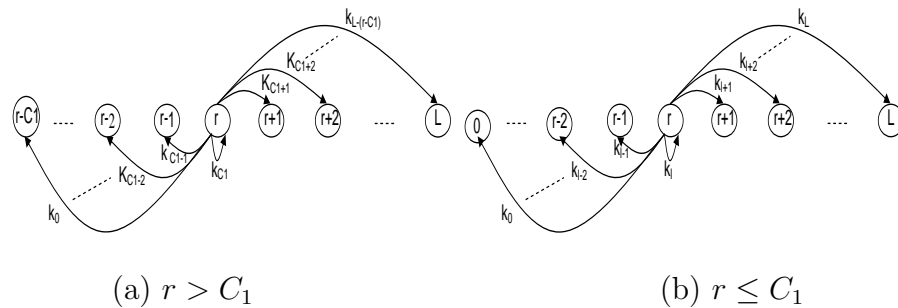 k_{L-(r-C1)}
k_L
K_{C1+2}
k_{l+2}
K_{C1+1}
k_{l+1}
r-C1 .... r-2 r-1 r r+1 r+2 .... L
0 .... r-2 r-1 r r+1 r+2 .... L
k_{C1-1}
k_{l-1}
K_{C1-2}
k_{C1}
k_{l-2}
k_l
k_0
k_0
(a) r > C_1
(b) r ≤ C_1